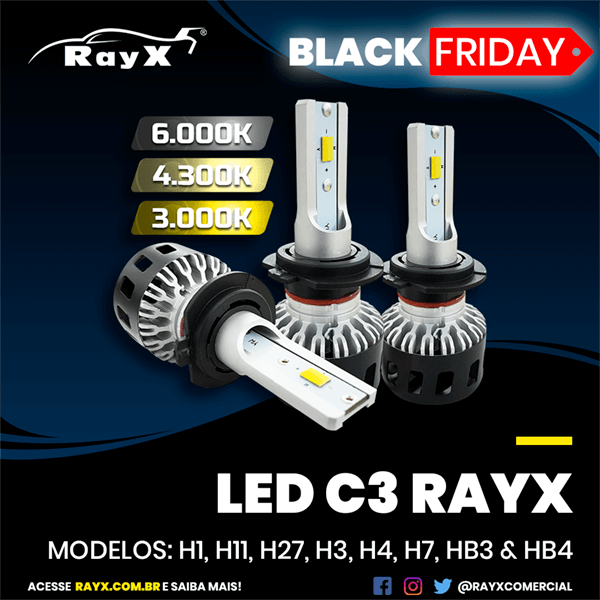 RayX®
BLACK FRIDAY
6.000K
4.300K
3.000K
LED C3 RAYX
MODELOS: H1, H11, H27, H3, H4, H7, HB3 & HB4
ACESSE RAYX.COM.BR E SAIBA MAIS!
@RAYXCOMERCIAL